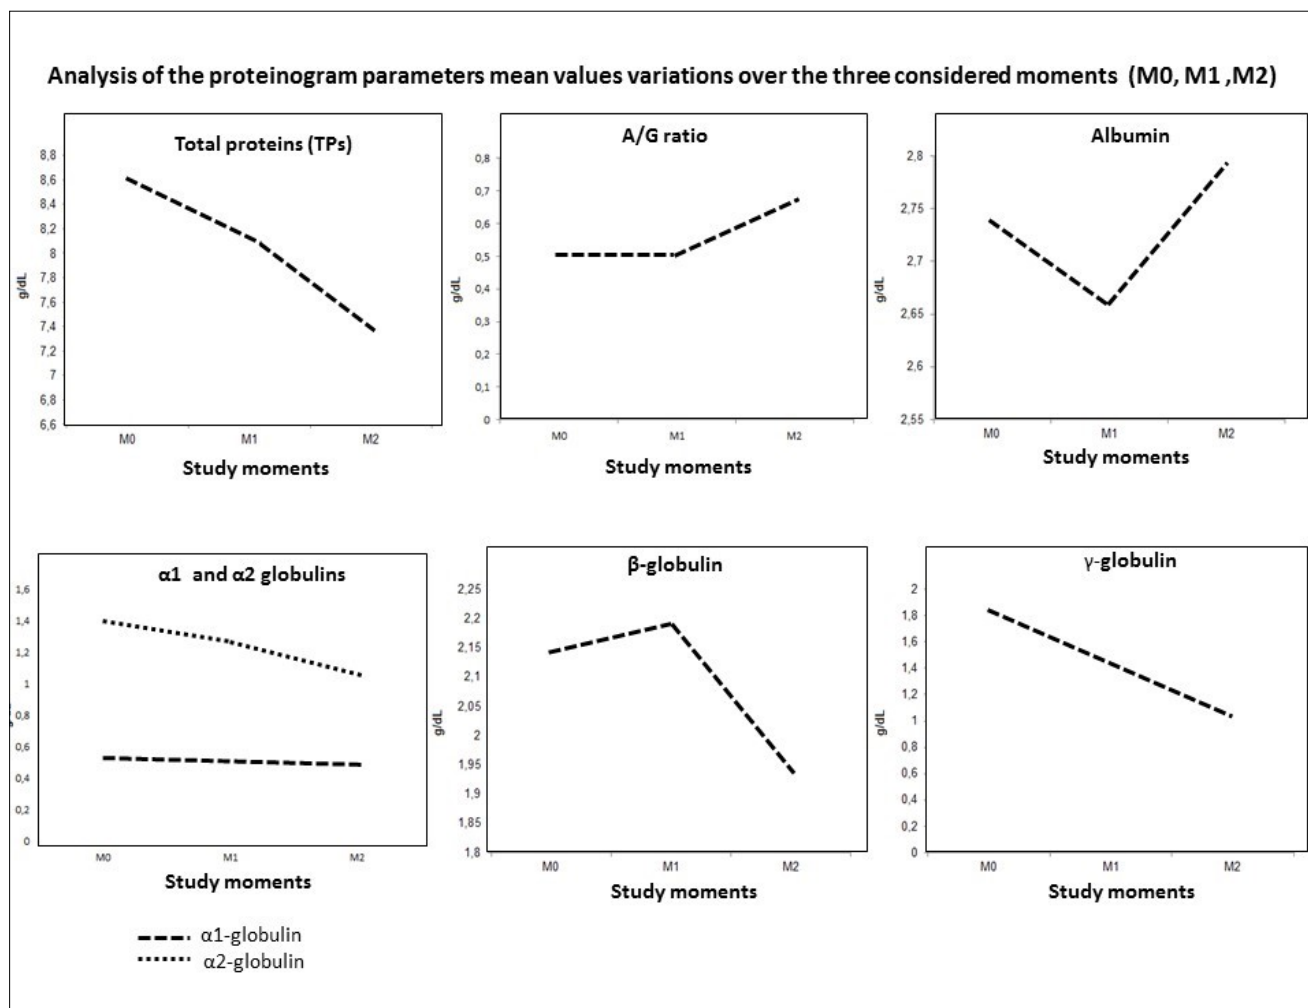 Analysis of the proteinogram parameters mean values variations over the three considered moments (M0, M1 ,M2)
Total proteins (TPs)
8,8
8,6
8,4
8,2
8
7,8
7,6
7,4
7,2
7
6,8
6,6
g/dL
M0 M1 M2
Study moments
A/G ratio
0,8
0,7
0,6
0,5
0,4
0,3
0,2
0,1
0
g/dL
M0 M1 M2
Study moments
Albumin
2,8
2,75
2,7
2,65
2,6
2,55
g/dL
M0 M1 M2
Study moments
α1 and α2 globulins
1,6
1,4
1,2
1
0,8
0,6
0,4
0,2
0
M0 M1 M2
Study moments
α1-globulin
α2-globulin
β-globulin
2,25
2,2
2,15
2,1
2,05
2
1,95
1,9
1,85
1,8
g/dL
M0 M1 M2
Study moments
γ-globulin
2
1,8
1,6
1,4
1,2
1
0,8
0,6
0,4
0,2
0
g/dL
M0 M1 M2
Study moments